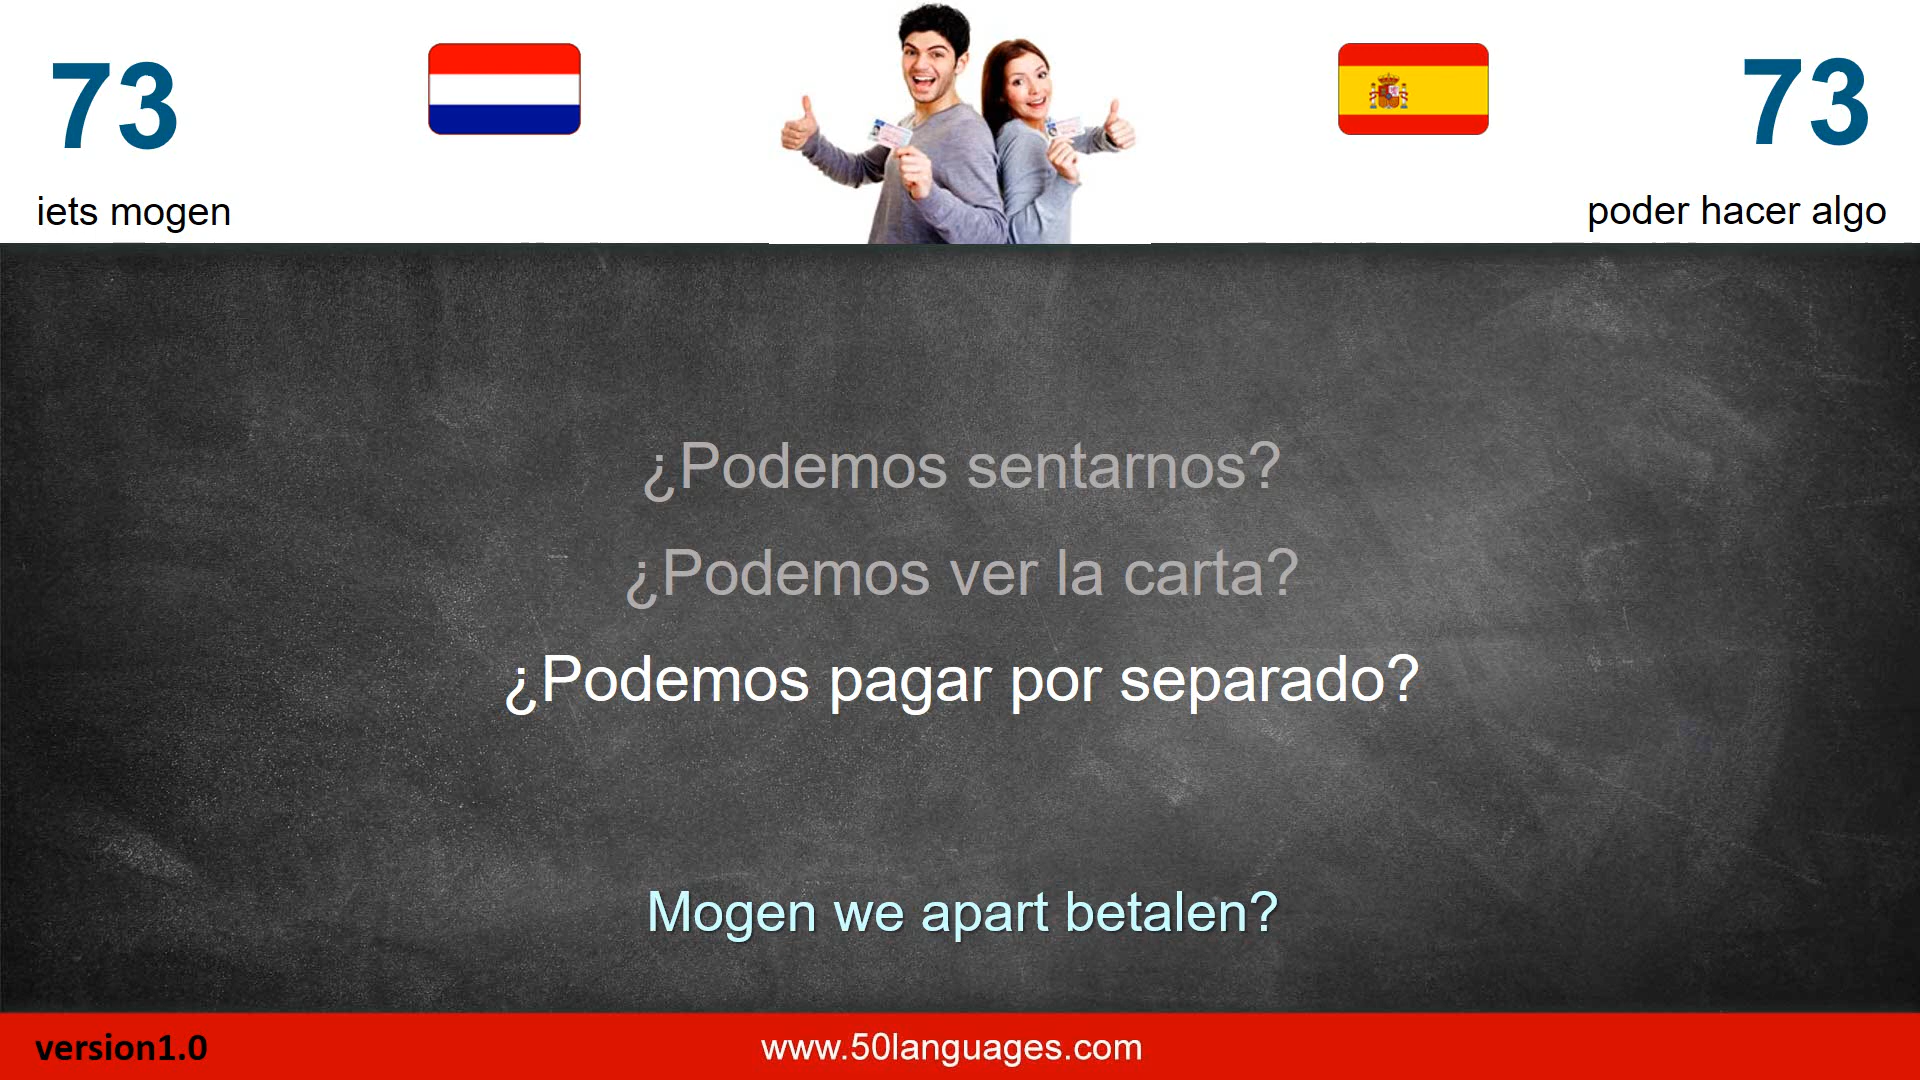 73
73
iets mogen
poder hacer algo
¿Podemos sentarnos?
¿Podemos ver la carta?
¿Podemos pagar por separado?
Mogen we apart betalen?
version1.0
www.50languages.com